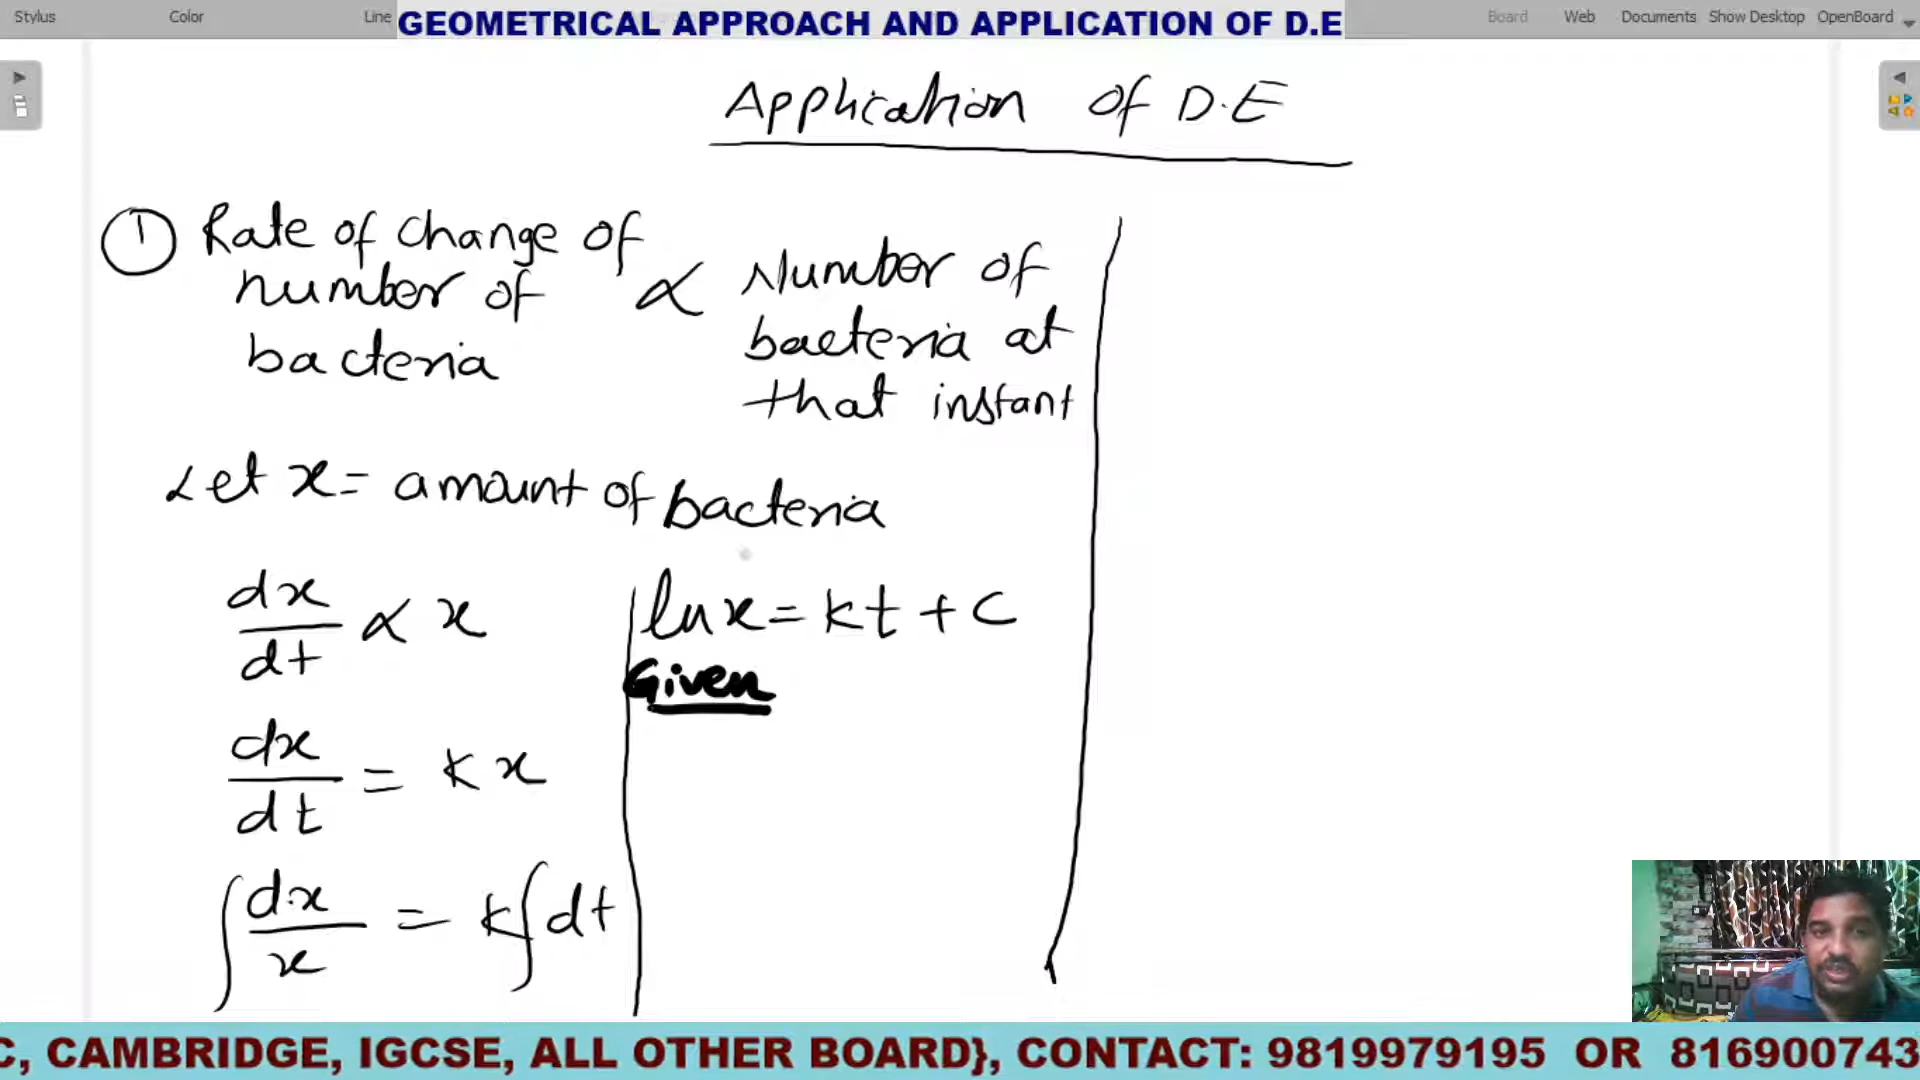 Stylus Color Line Board Web Documents Show Desktop OpenBoard
GEOMETRICAL APPROACH AND APPLICATION OF D.E
Application of D.E
① Rate of change of number of bacteria ∝ Number of bacteria at that instant
Let x = amount of bacteria
dx/dt ∝ x
dx/dt = kx
∫ dx/x = k∫dt
ln x = kt + c
Given
C, CAMBRIDGE, IGCSE, ALL OTHER BOARD}, CONTACT: 9819979195 OR 816900743